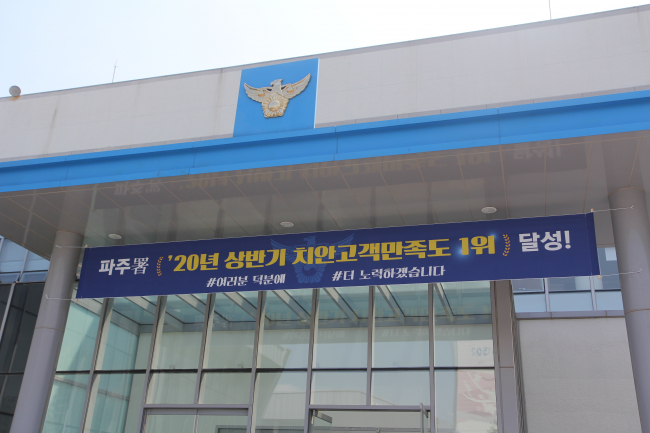 파주署 '20년 상반기 치안고객만족도 1위 달성!
#여러분 덕분에 #더 노력하겠습니다